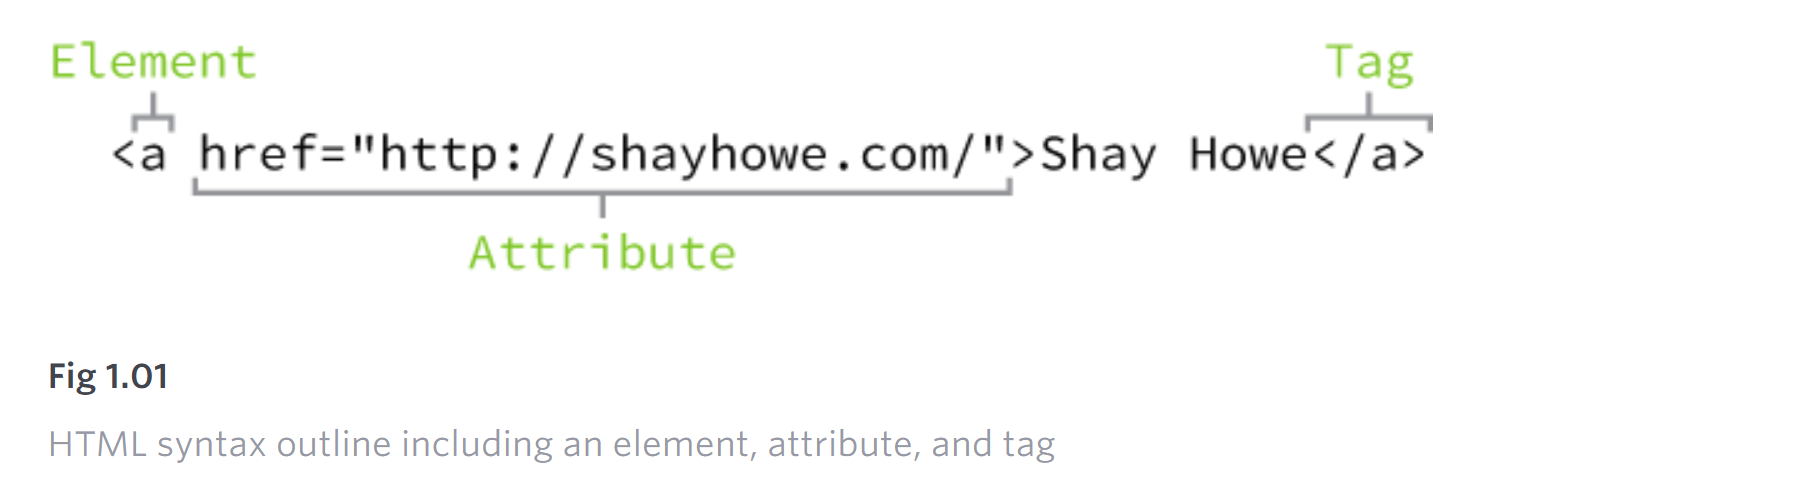 Element Tag
<a href="http://shayhowe.com/">Shay Howe</a>
Attribute
Fig 1.01
HTML syntax outline including an element, attribute, and tag